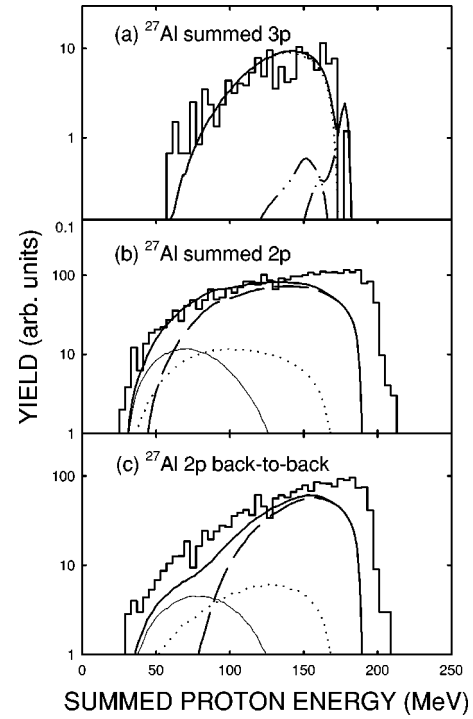 (a) ²⁷Al summed 3p
10
1
0.1
(b) ²⁷Al summed 2p
100
10
1
(c) ²⁷Al 2p back-to-back
100
10
1
0 50 100 150 200 250
YIELD (arb. units)
SUMMED PROTON ENERGY (MeV)